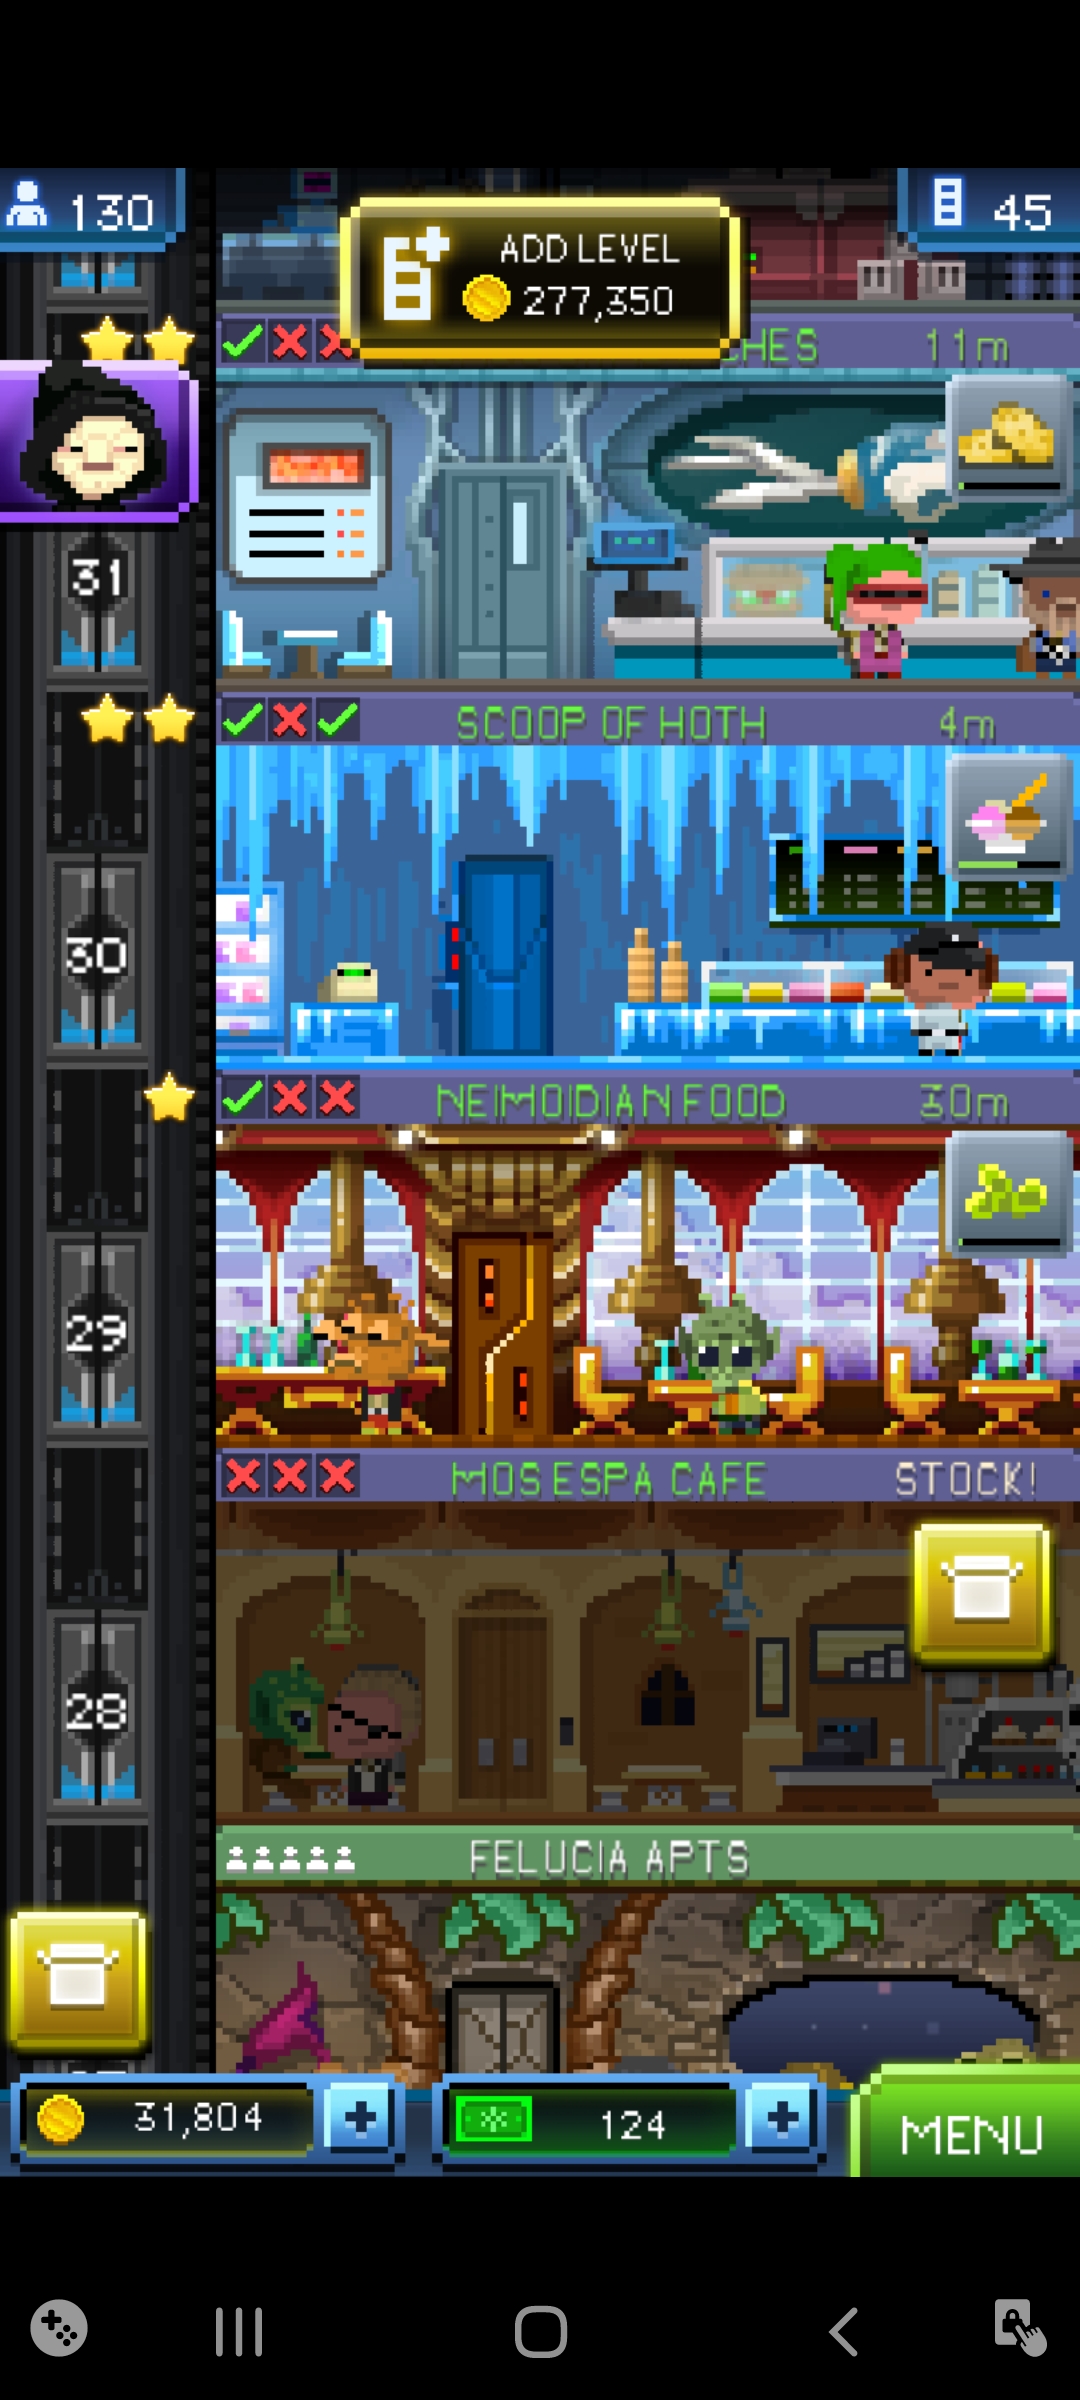 130
ADD LEVEL
277,350
45
CHES 11m
31
SCOOP OF HOTH 4m
30
NEIMOIDIAN FOOD 30m
29
MOS ESPA CAFE STOCK!
28
FELUCIA APTS
31,804
124
MENU